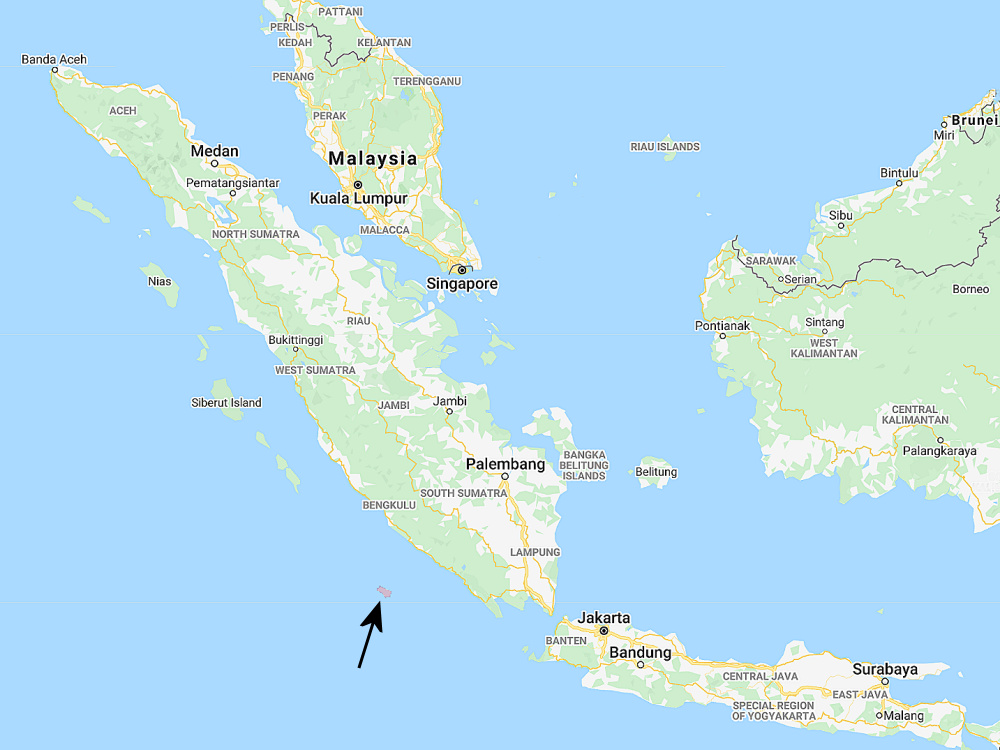 PATTANI
PERLIS
KEDAH
KELANTAN
Banda Aceh
PENANG
TERENGGANU
ACEH
PERAK
Brunei
Miri
Medan
Malaysia
RIAU ISLANDS
Pematangsiantar
Kuala Lumpur
Bintulu
Sibu
MALACCA
NORTH SUMATRA
SARAWAK
Serian
Nias
Singapore
Borneo
RIAU
Pontianak
Sintang
Bukittinggi
WEST
KALIMANTAN
WEST SUMATRA
Siberut Island
JAMBI
Jambi
CENTRAL
KALIMANTAN
Palangkaraya
Palembang
BANGKA
BELITUNG
ISLANDS
Belitung
SOUTH SUMATRA
BENGKULU
LAMPUNG
Jakarta
BANTEN
Bandung
CENTRAL JAVA
Surabaya
EAST JAVA
SPECIAL REGION
OF YOGYAKARTA
Malang